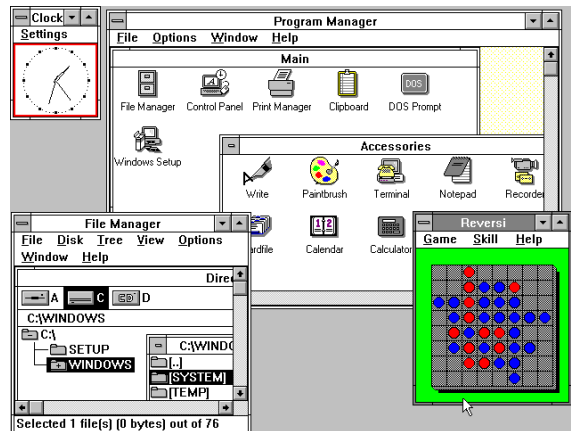 Clock
Settings
Program Manager
File Options Window Help
Main
File Manager Control Panel Print Manager Clipboard DOS Prompt
DOS
Windows Setup
Accessories
Write Paintbrush Terminal Notepad Recorder
ardfile Calendar Calculator
File Manager
File Disk Tree View Options
Window Help
Direc
A C D
C:\WINDOWS
C:\
SETUP
WINDOWS
C:\WINDO
[..]
[SYSTEM]
[TEMP]
Selected 1 file(s) (0 bytes) out of 76
Reversi
Game Skill Help